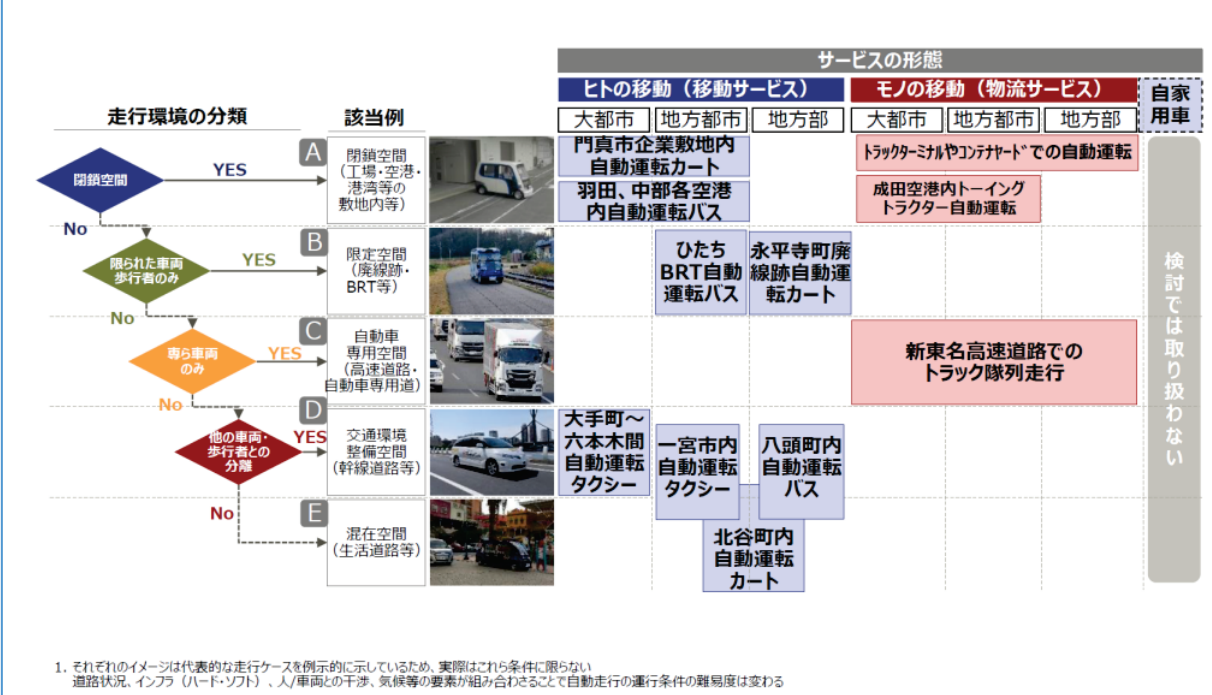 サービスの形態
ヒトの移動（移動サービス）
モノの移動（物流サービス）
自家
用車
走行環境の分類
該当例
大都市
地方都市
地方部
大都市
地方都市
地方部
閉鎖空間
YES
No
A
閉鎖空間
（工場・空港・
港湾等の
敷地内等）
門真市企業敷地内
自動運転カート
羽田、中部各空港
内自動運転バス
トラックターミナルやコンテナヤードでの自動運転
成田空港内トーイング
トラクター自動運転
限られた車両
歩行者のみ
YES
No
B
限定空間
（廃線跡・
BRT等）
ひたち
BRT自動
運転バス
永平寺町廃
線跡自動運
転カート
専ら車両
のみ
YES
No
C
自動車
専用空間
（高速道路・
自動車専用道）
新東名高速道路での
トラック隊列走行
他の車両・
歩行者との
分離
YES
No
D
交通環境
整備空間
（幹線道路等）
大手町～
六本木間
自動運転
タクシー
一宮市内
自動運転
タクシー
八頭町内
自動運転
バス
E
混在空間
（生活道路等）
北谷町内
自動運転
カート
検討では取り扱わない
1. それぞれのイメージは代表的な走行ケースを例示的に示しているため、実際はこれら条件に限らない
道路状況、インフラ（ハード・ソフト）、人/車両との干渉、気候等の要素が組み合わさることで自動走行の運行条件の難易度は変わる